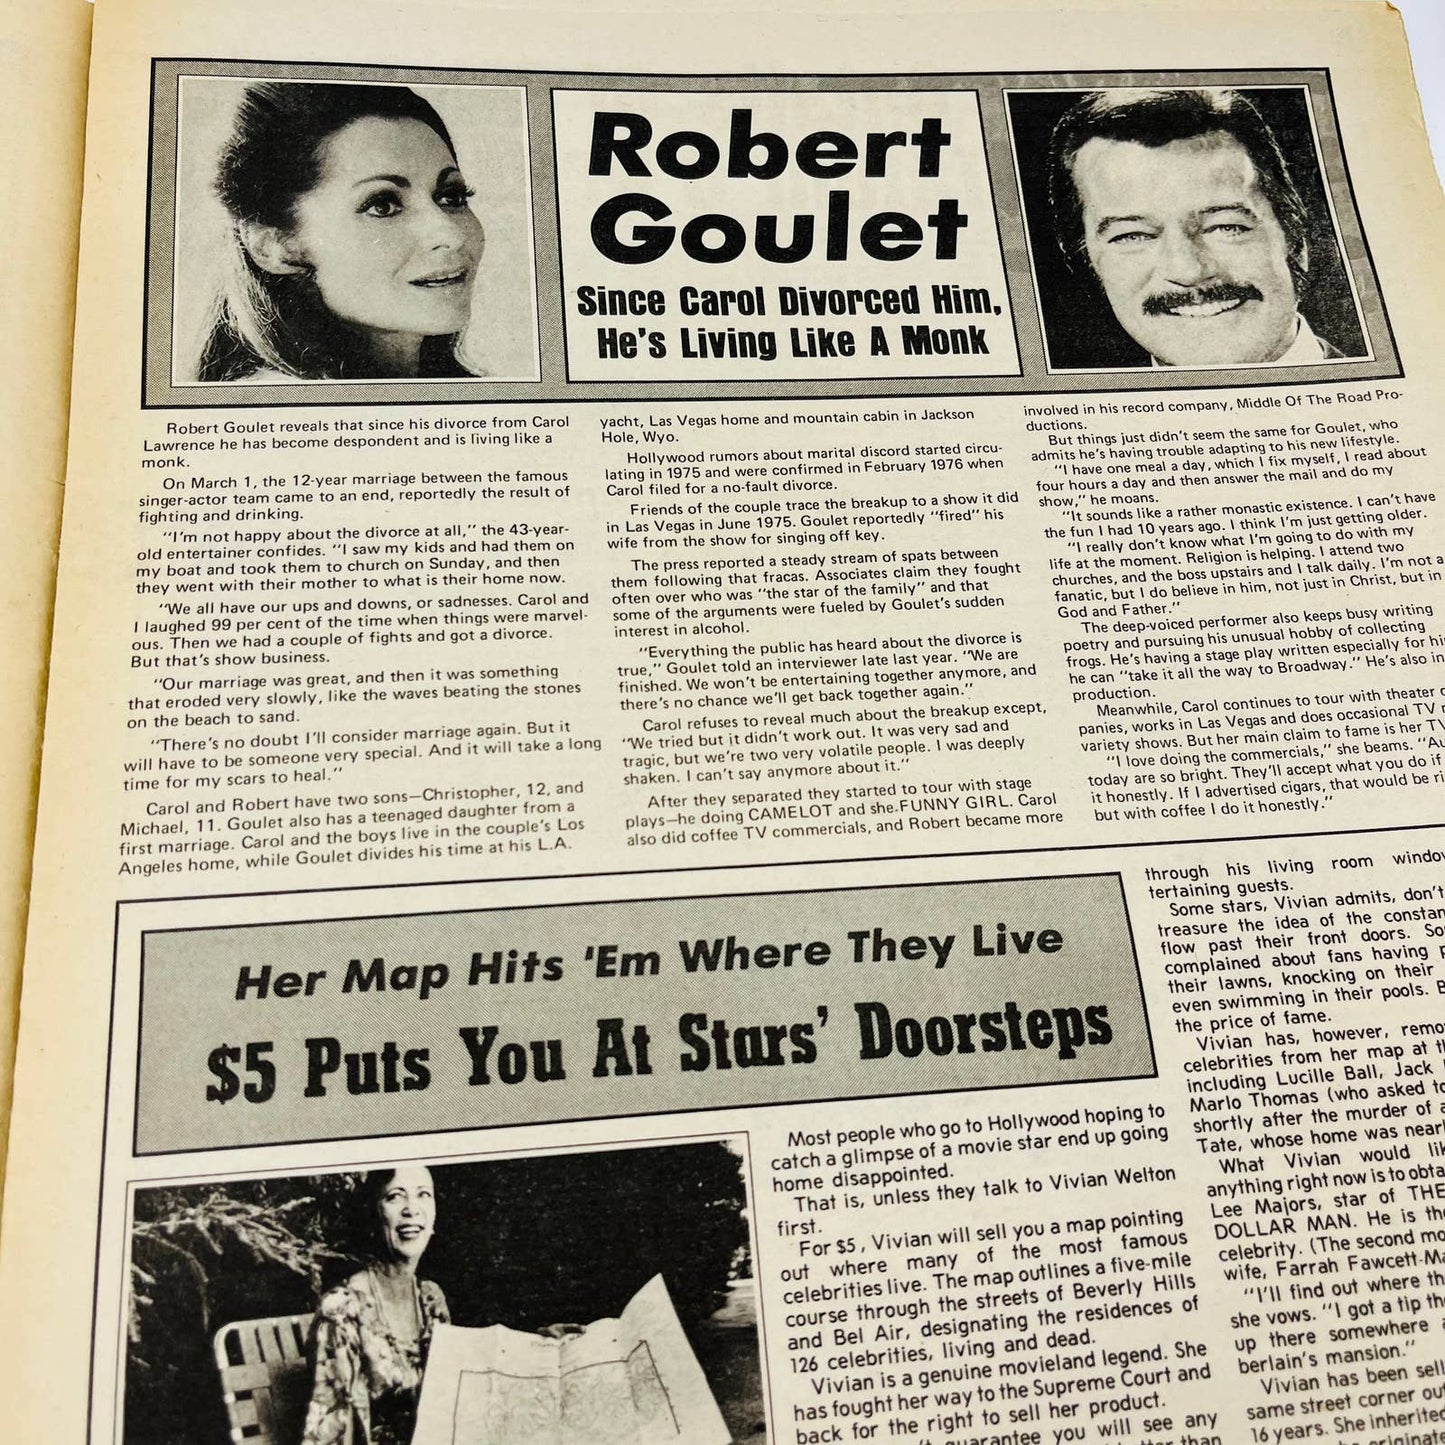 Robert
Goulet
Since Carol Divorced Him,
He's Living Like A Monk
Robert Goulet reveals that since his divorce from Carol
Lawrence he has become despondent and is living like a
monk.
On March 1, the 12-year marriage between the famous
singer-actor team came to an end, reportedly the result of
fighting and drinking.
"I'm not happy about the divorce at all," the 43-year-
old entertainer confides. "I saw my kids and had them on
my boat and took them to church on Sunday, and then
they went with their mother to what is their home now.
"We all have our ups and downs, or sadnesses. Carol and
I laughed 99 per cent of the time when things were marvel-
ous. Then we had a couple of fights and got a divorce.
But that's show business.
"Our marriage was great, and then it was something
that eroded very slowly, like the waves beating the stones
on the beach to sand.
"There's no doubt I'll consider marriage again. But it
will have to be someone very special. And it will take a long
time for my scars to heal."
Carol and Robert have two sons—Christopher, 12, and
Michael, 11. Goulet also has a teenaged daughter from a
first marriage. Carol and the boys live in the couple's Los
Angeles home, while Goulet divides his time at his L.A.
yacht, Las Vegas home and mountain cabin in Jackson
Hole, Wyo.
Hollywood rumors about marital discord started circu-
lating in 1975 and were confirmed in February 1976 when
Carol filed for a no-fault divorce.
Friends of the couple trace the breakup to a show it did
in Las Vegas in June 1975. Goulet reportedly "fired" his
wife from the show for singing off key.
The press reported a steady stream of spats between
them following that fracas. Associates claim they fought
often over who was "the star of the family" and that
some of the arguments were fueled by Goulet's sudden
interest in alcohol.
"Everything the public has heard about the divorce is
true," Goulet told an interviewer late last year. "We are
finished. We won't be entertaining together anymore, and
there's no chance we'll get back together again."
Carol refuses to reveal much about the breakup except,
"We tried but it didn't work out. It was very sad and
tragic, but we're two very volatile people. I was deeply
shaken. I can't say anymore about it."
After they separated they started to tour with stage
plays—he doing CAMELOT and she FUNNY GIRL. Carol
also did coffee TV commercials, and Robert became more
involved in his record company, Middle Of The Road Pro-
ductions.
But things just didn't seem the same for Goulet, who
admits he's having trouble adapting to his new lifestyle.
"I have one meal a day, which I fix myself, I read about
four hours a day and then answer the mail and do my
show," he moans.
"It sounds like a rather monastic existence. I can't have
the fun I had 10 years ago. I think I'm just getting older.
"I really don't know what I'm going to do with my
life at the moment. Religion is helping. I attend two
churches, and the boss upstairs and I talk daily. I'm not a
fanatic, but I do believe in him, not just in Christ, but in
God and Father."
The deep-voiced performer also keeps busy writing
poetry and pursuing his unusual hobby of collecting
frogs. He's having a stage play written especially for
he can "take it all the way to Broadway." He's also in
production.
Meanwhile, Carol continues to tour with theater
panies, works in Las Vegas and does occasional TV
variety shows. But her main claim to fame is her
"I love doing the commercials," she beams.
today are so bright. They'll accept what you do if
it honestly. If I advertised cigars, that would be
but with coffee I do it honestly."
Her Map Hits 'Em Where They Live
$5 Puts You At Stars' Doorsteps
Most people who go to Hollywood hoping to
catch a glimpse of a movie star end up going
home disappointed.
That is, unless they talk to Vivian Welton
first.
For $5, Vivian will sell you a map pointing
out where many of the most famous
celebrities live. The map outlines a five-mile
course through the streets of Beverly Hills
and Bel Air, designating the residences of
126 celebrities, living and dead.
Vivian is a genuine movieland legend. She
has fought her way to the Supreme Court and
back for the right to sell her product.
guarantee you will see any
than
through his living room
tertaining guests.
Some stars, Vivian admits, don't
treasure the idea of the
flow past their front doors.
complained about fans having
their lawns, knocking on their
even swimming in their pools.
the price of fame.
Vivian has, however,
celebrities from her map at
including Lucille Ball, Jack
Marlo Thomas (who asked
shortly after the murder of
Tate, whose home was
What Vivian would
anything right now is to
Lee Majors, star of THE
DOLLAR MAN. He is
celebrity. (The second
wife, Farrah
"I'll find out where
she vows. "I got a tip
up there somewhere
berlain's mansion."
Vivian has been
same street corner
16 years. She inherited